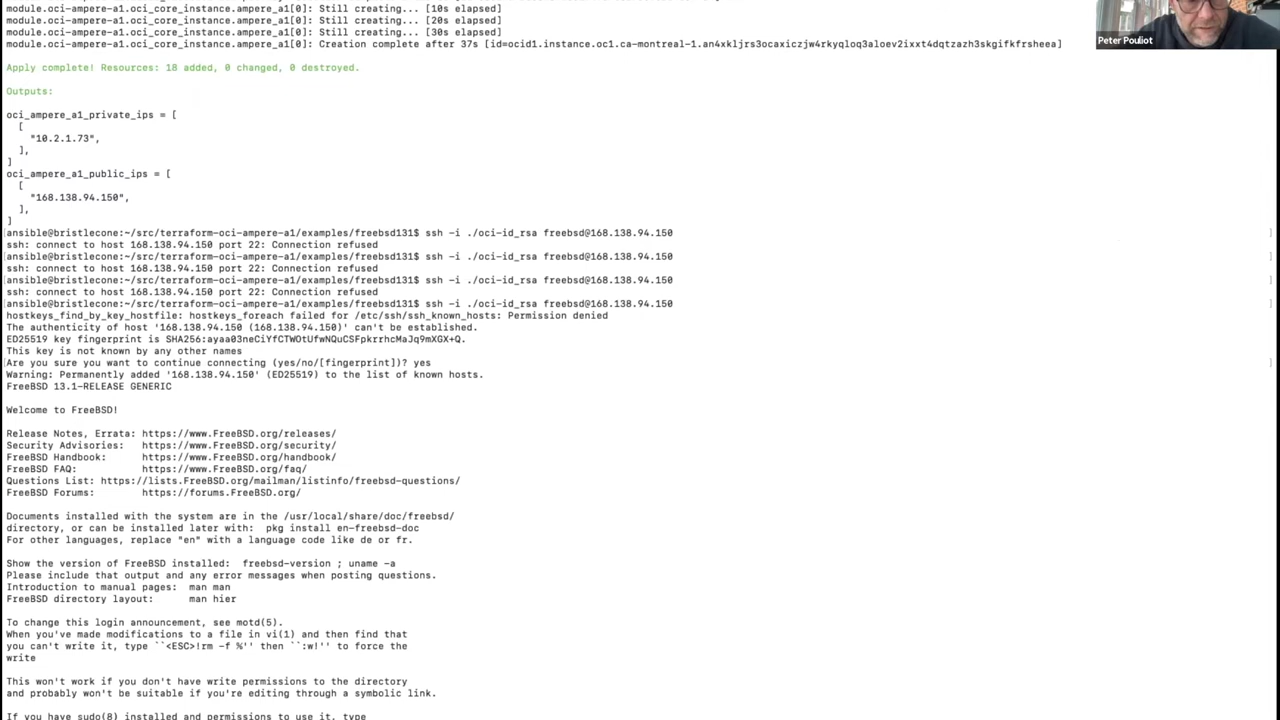 module.oci-ampere-a1.oci_core_instance.ampere_a1[0]: Still creating... [10s elapsed]
module.oci-ampere-a1.oci_core_instance.ampere_a1[0]: Still creating... [20s elapsed]
module.oci-ampere-a1.oci_core_instance.ampere_a1[0]: Still creating... [30s elapsed]
module.oci-ampere-a1.oci_core_instance.ampere_a1[0]: Creation complete after 37s [id=ocid1.instance.oc1.ca-montreal-1.an4xkljrs3ocaxiczjw4rkyqloq3aloev2ixxt4dqtzazh3skgifkfrsheea]
Peter Pouliot
Apply complete! Resources: 18 added, 0 changed, 0 destroyed.
Outputs:
oci_ampere_a1_private_ips = [
[
"10.2.1.73",
],
]
oci_ampere_a1_public_ips = [
[
"168.138.94.150",
],
]
[ansible@bristlecone:~/src/terraform-oci-ampere-a1/examples/freebsd131$ ssh -i ./oci-id_rsa freebsd@168.138.94.150 ]
ssh: connect to host 168.138.94.150 port 22: Connection refused
[ansible@bristlecone:~/src/terraform-oci-ampere-a1/examples/freebsd131$ ssh -i ./oci-id_rsa freebsd@168.138.94.150 ]
ssh: connect to host 168.138.94.150 port 22: Connection refused
[ansible@bristlecone:~/src/terraform-oci-ampere-a1/examples/freebsd131$ ssh -i ./oci-id_rsa freebsd@168.138.94.150 ]
ssh: connect to host 168.138.94.150 port 22: Connection refused
[ansible@bristlecone:~/src/terraform-oci-ampere-a1/examples/freebsd131$ ssh -i ./oci-id_rsa freebsd@168.138.94.150 ]
hostkeys_find_by_key_hostfile: hostkeys_foreach failed for /etc/ssh/ssh_known_hosts: Permission denied
The authenticity of host '168.138.94.150 (168.138.94.150)' can't be established.
ED25519 key fingerprint is SHA256:ayaa03neCiYfCTWOtUfwNQuCSFpkrrhcMaJq9mXGX+Q.
This key is not known by any other names
[Are you sure you want to continue connecting (yes/no/[fingerprint])? yes ]
Warning: Permanently added '168.138.94.150' (ED25519) to the list of known hosts.
FreeBSD 13.1-RELEASE GENERIC
Welcome to FreeBSD!
Release Notes, Errata: https://www.FreeBSD.org/releases/
Security Advisories: https://www.FreeBSD.org/security/
FreeBSD Handbook: https://www.FreeBSD.org/handbook/
FreeBSD FAQ: https://www.FreeBSD.org/faq/
Questions List: https://lists.FreeBSD.org/mailman/listinfo/freebsd-questions/
FreeBSD Forums: https://forums.FreeBSD.org/
Documents installed with the system are in the /usr/local/share/doc/freebsd/
directory, or can be installed later with: pkg install en-freebsd-doc
For other languages, replace "en" with a language code like de or fr.
Show the version of FreeBSD installed: freebsd-version ; uname -a
Please include that output and any error messages when posting questions.
Introduction to manual pages: man man
FreeBSD directory layout: man hier
To change this login announcement, see motd(5).
When you've made modifications to a file in vi(1) and then find that
you can't write it, type ``<ESC>!rm -f %'' then ``:w!'' to force the
write
This won't work if you don't have write permissions to the directory
and probably won't be suitable if you're editing through a symbolic link.
If you have sudo(8) installed and permissions to use it, type